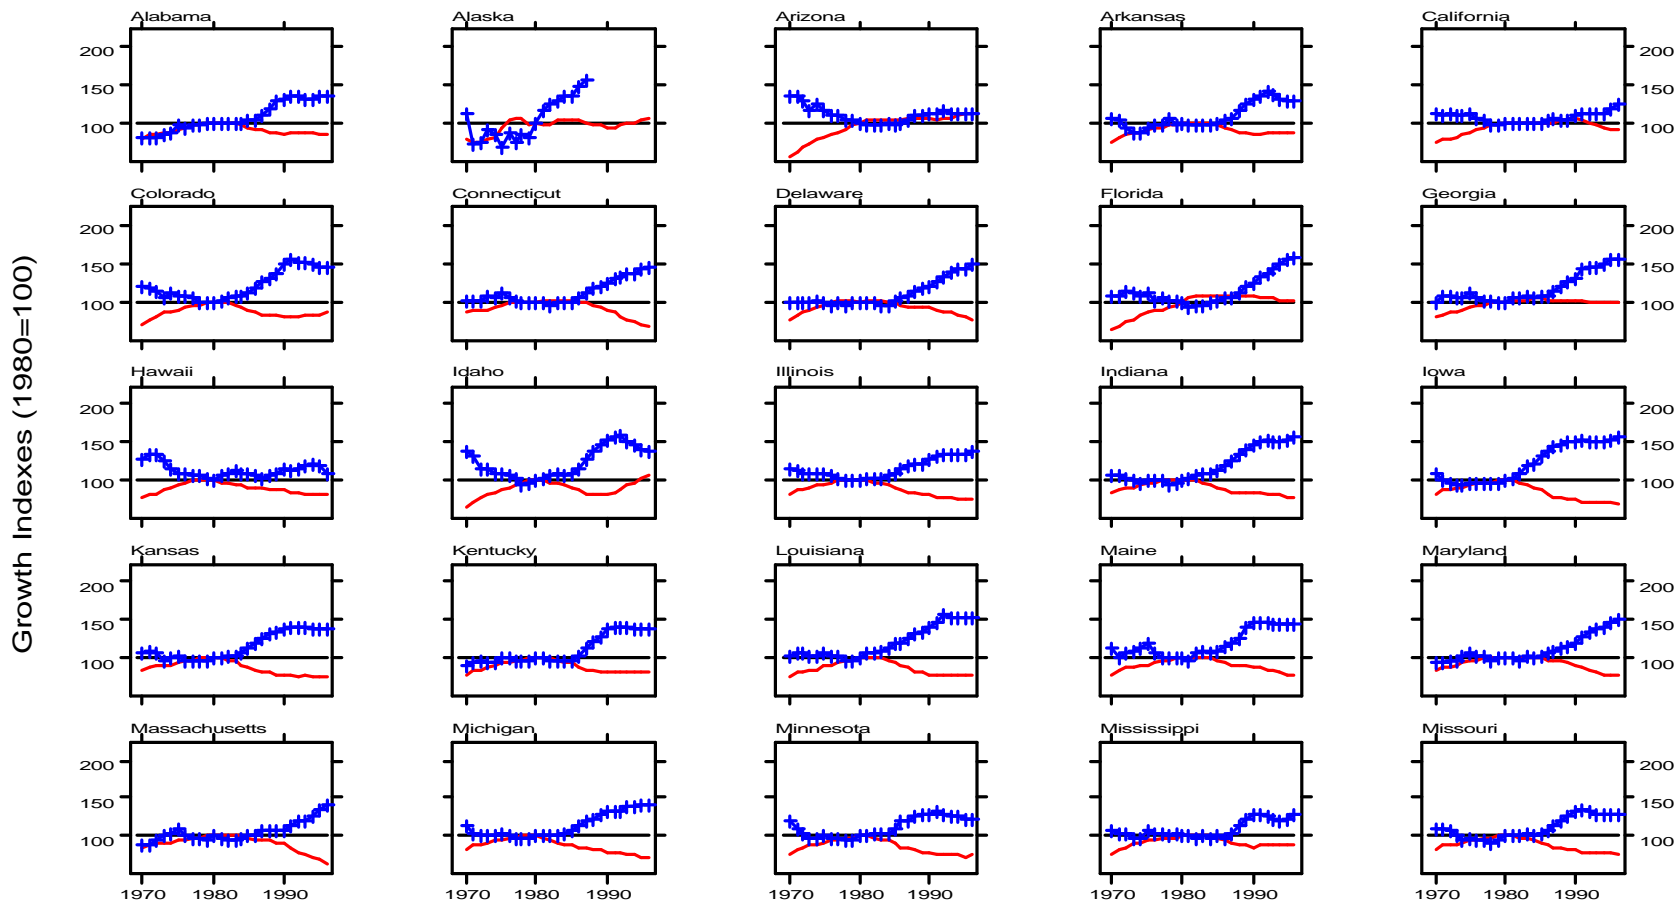 Growth Indexes (1980=100)
Alabama Alaska Arizona Arkansas California
200 200
150 150
100 100
Colorado Connecticut Delaware Florida Georgia
200 200
150 150
100 100
Hawaii Idaho Illinois Indiana Iowa
200 200
150 150
100 100
Kansas Kentucky Louisiana Maine Maryland
200 200
150 150
100 100
Massachusetts Michigan Minnesota Mississippi Missouri
200 200
150 150
100 100
1970 1980 1990 1970 1980 1990 1970 1980 1990 1970 1980 1990 1970 1980 1990